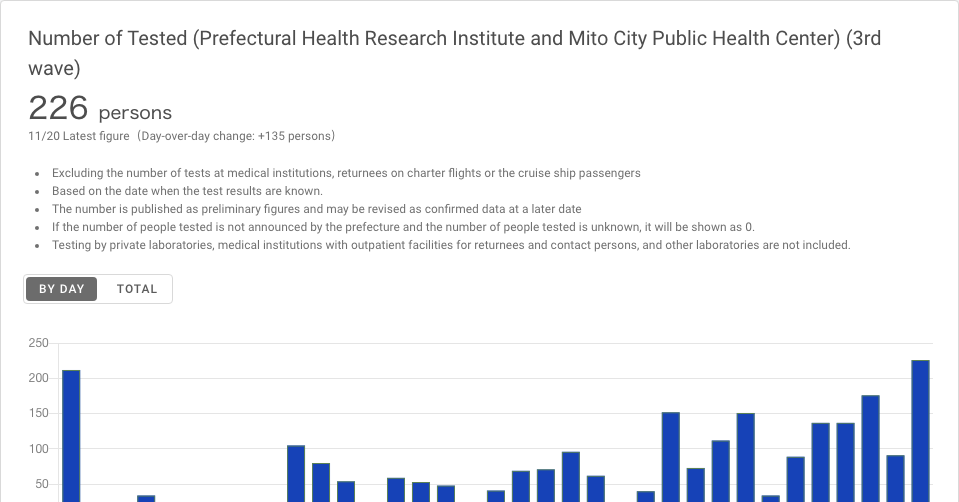 Number of Tested (Prefectural Health Research Institute and Mito City Public Health Center) (3rd
wave)
226 persons
11/20 Latest figure（Day-over-day change: +135 persons）
• Excluding the number of tests at medical institutions, returnees on charter flights or the cruise ship passengers
• Based on the date when the test results are known.
• The number is published as preliminary figures and may be revised as confirmed data at a later date
• If the number of people tested is not announced by the prefecture and the number of people tested is unknown, it will be shown as 0.
• Testing by private laboratories, medical institutions with outpatient facilities for returnees and contact persons, and other laboratories are not included.
BY DAY TOTAL
250
200
150
100
50